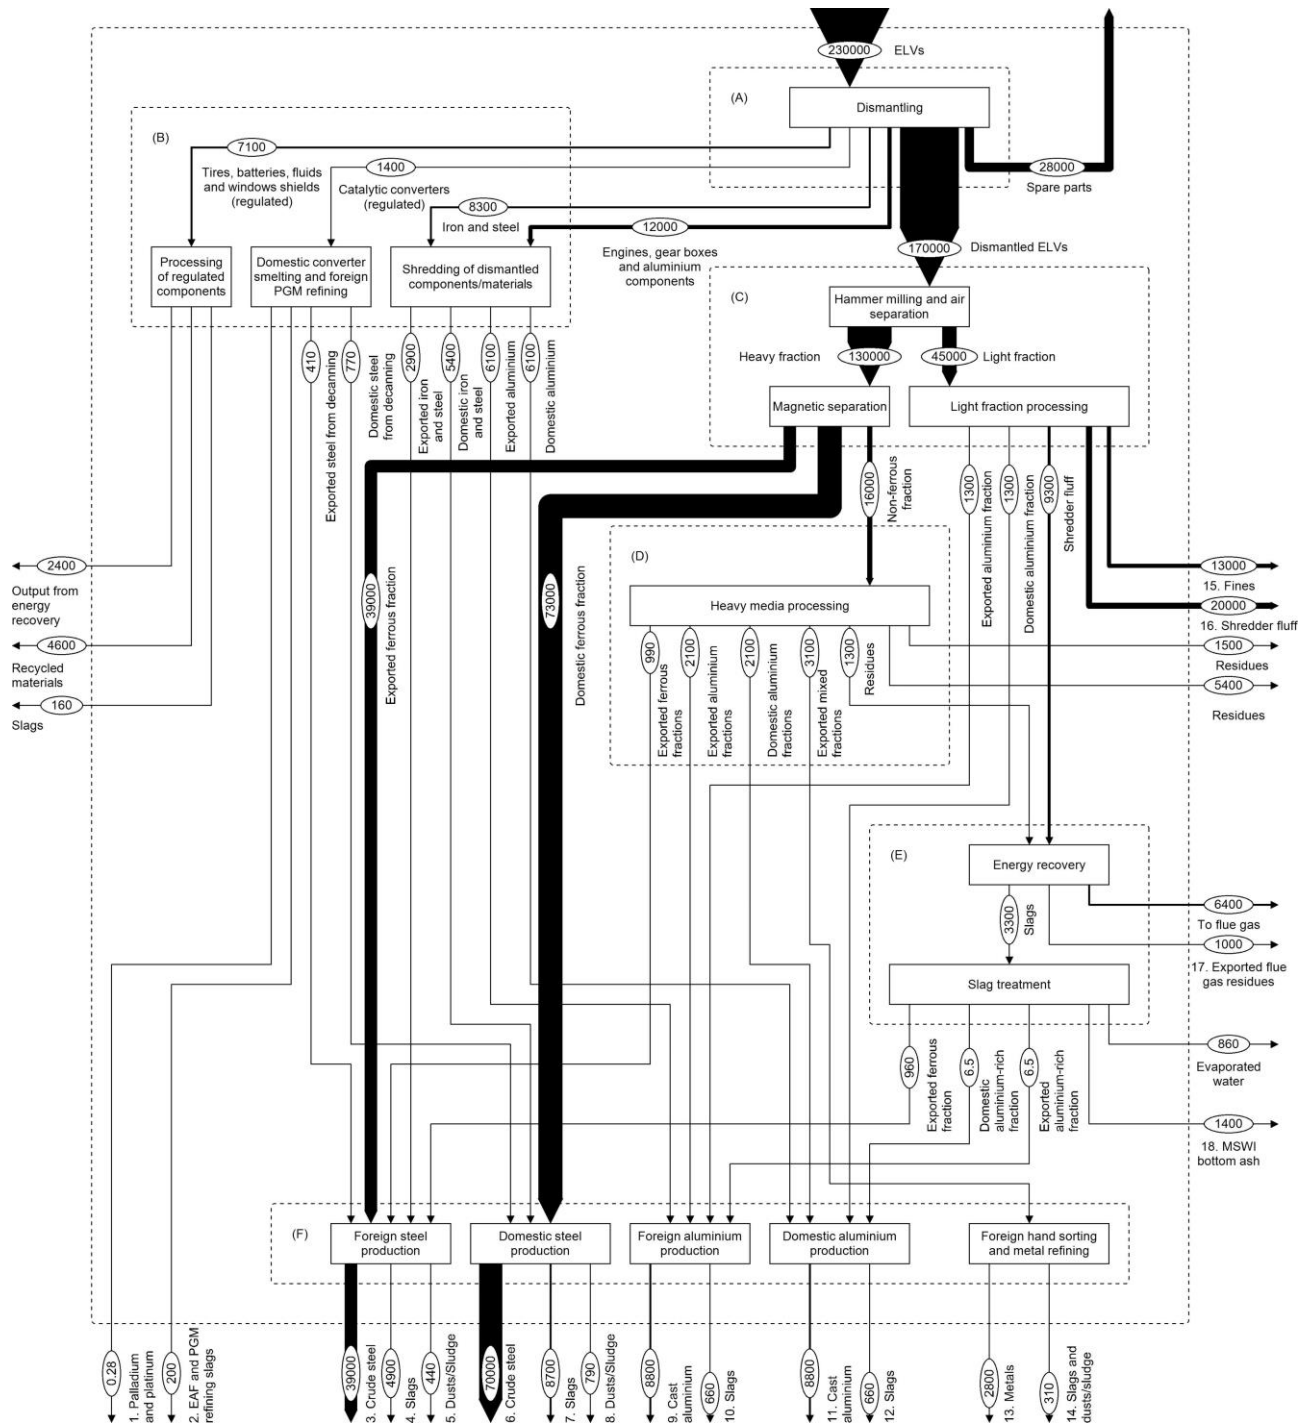 230000
ELVs
(A)
Dismantling
(B)
7100
Tires, batteries, fluids
and windows shields
(regulated)
1400
Catalytic converters
(regulated)
8300
Iron and steel
12000
Engines, gear boxes
and aluminium
components
28000
Spare parts
170000
Dismantled ELVs
Processing
of regulated
components
Domestic converter
smelting and foreign
PGM refining
Shredding of dismantled
components/materials
(C)
Hammer milling and air
separation
Heavy fraction
130000
45000
Light fraction
Magnetic separation
Light fraction processing
410
Exported steel from decanning
770
Domestic steel
from decanning
2900
Exported iron
and steel
5400
Domestic iron
and steel
6100
Exported aluminium
6100
Domestic aluminium
16000
Non-ferrous
fraction
1300
Exported aluminium fraction
1300
Domestic aluminium fraction
9300
Shredder fluff
2400
Output from
energy
recovery
4600
Recycled
materials
160
Slags
39000
Exported ferrous fraction
73000
Domestic ferrous fraction
(D)
Heavy media processing
990
Exported ferrous
fractions
2100
Exported aluminium
fractions
2100
Domestic aluminium
fractions
3100
Exported mixed
fractions
1300
Residues
13000
15. Fines
20000
16. Shredder fluff
1500
Residues
5400
Residues
(E)
Energy recovery
3300
Slags
6400
To flue gas
1000
17. Exported flue
gas residues
Slag treatment
960
Exported ferrous
fraction
6.5
Domestic
aluminium-rich
fraction
6.5
Exported
aluminium-rich
fraction
860
Evaporated
water
1400
18. MSWI
bottom ash
(F)
Foreign steel
production
Domestic steel
production
Foreign aluminium
production
Domestic aluminium
production
Foreign hand sorting
and metal refining
0.28
1. Palladium
and platinum
200
2. EAF and PGM
refining slags
39000
3. Crude steel
4900
4. Slags
440
5. Dusts/Sludge
70000
6. Crude steel
8700
7. Slags
790
8. Dusts/Sludge
8800
9. Cast
aluminium
660
10. Slags
8800
11. Cast
aluminium
660
12. Slags
2800
13. Metals
310
14. Slags and
dusts/sludge